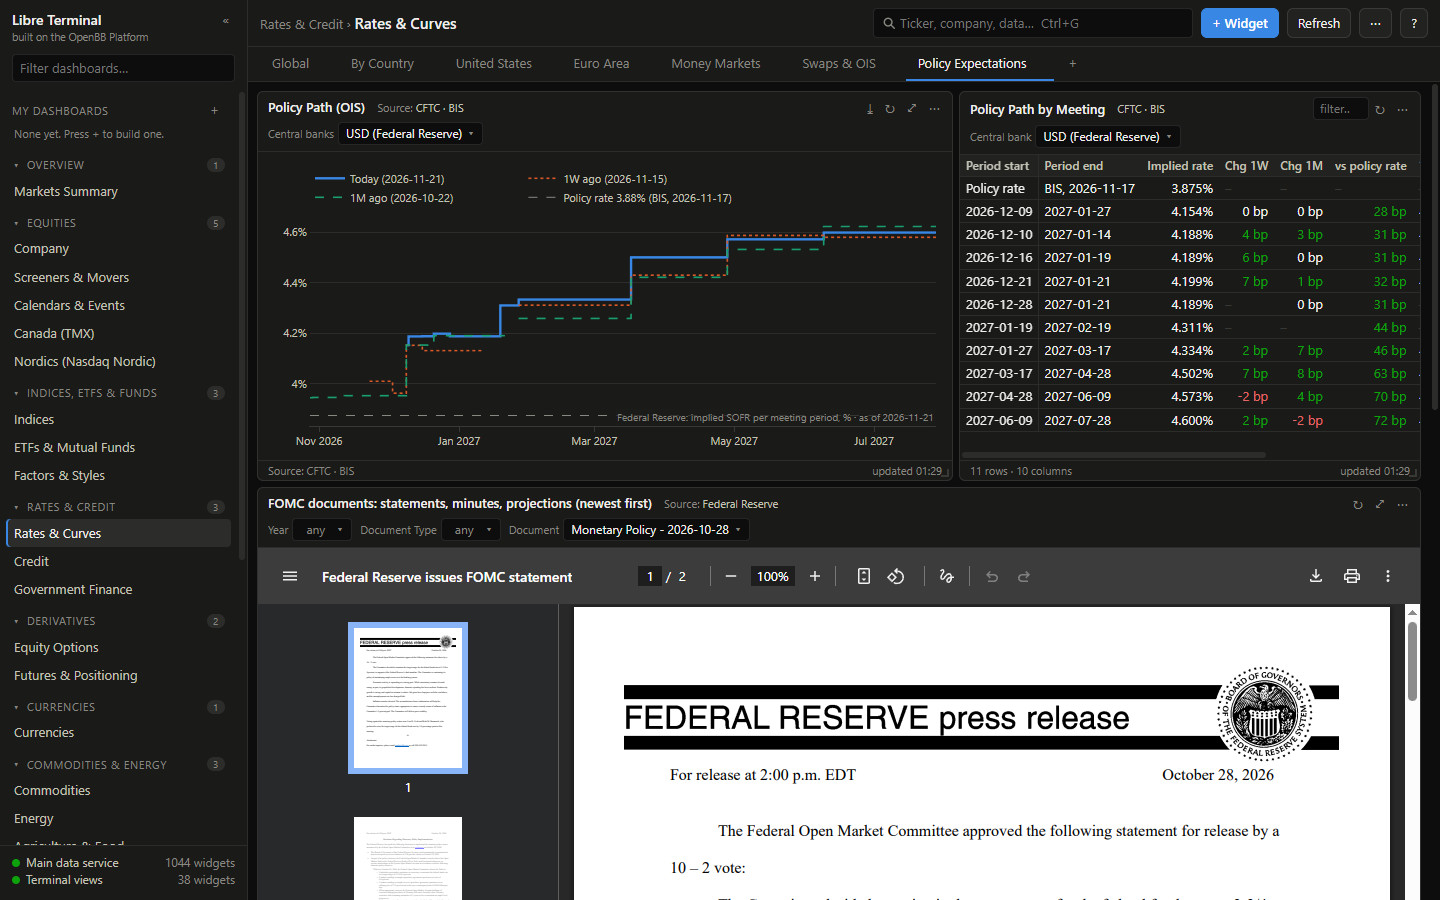 Libre Terminal
«
built on the OpenBB Platform
Filter dashboards...
MY DASHBOARDS +
None yet. Press + to build one.
OVERVIEW 1
Markets Summary
EQUITIES 5
Company
Screeners & Movers
Calendars & Events
Canada (TMX)
Nordics (Nasdaq Nordic)
INDICES, ETFS & FUNDS 3
Indices
ETFs & Mutual Funds
Factors & Styles
RATES & CREDIT 3
Rates & Curves
Credit
Government Finance
DERIVATIVES 2
Equity Options
Futures & Positioning
CURRENCIES 1
Currencies
COMMODITIES & ENERGY 3
Commodities
Energy
Agriculture & Food
Main data service 1044 widgets
Terminal views 38 widgets
Rates & Credit › Rates & Curves
Ticker, company, data... Ctrl+G
+ Widget
Refresh
...
?
Global By Country United States Euro Area Money Markets Swaps & OIS Policy Expectations +
Policy Path (OIS) Source: CFTC · BIS
Central banks USD (Federal Reserve)
Today (2026-11-21) 1W ago (2026-11-15)
1M ago (2026-10-22) Policy rate 3.88% (BIS, 2026-11-17)
4.6%
4.4%
4.2%
4%
Federal Reserve: Implied SOFR per meeting period, % · as of 2026-11-21
Nov 2026 Jan 2027 Mar 2027 May 2027 Jul 2027
Source: CFTC · BIS updated 01:29
Policy Path by Meeting CFTC · BIS filter..
Central bank USD (Federal Reserve)
Period start Period end Implied rate Chg 1W Chg 1M vs policy rate
Policy rate BIS, 2026-11-17 3.875% – – –
2026-12-09 2027-01-27 4.154% 0 bp 0 bp 28 bp
2026-12-10 2027-01-14 4.188% 4 bp 3 bp 31 bp
2026-12-16 2027-01-19 4.189% 6 bp 0 bp 31 bp
2026-12-21 2027-01-21 4.199% 7 bp 1 bp 32 bp
2026-12-28 2027-01-21 4.189% – 0 bp 31 bp
2027-01-19 2027-02-19 4.311% – – 44 bp
2027-01-27 2027-03-17 4.334% 2 bp 7 bp 46 bp
2027-03-17 2027-04-28 4.502% 7 bp 8 bp 63 bp
2027-04-28 2027-06-09 4.573% -2 bp 4 bp 70 bp
2027-06-09 2027-07-28 4.600% 2 bp -2 bp 72 bp
11 rows · 10 columns updated 01:29
FOMC documents: statements, minutes, projections (newest first) Source: Federal Reserve
Year any Document Type any Document Monetary Policy - 2026-10-28
Federal Reserve issues FOMC statement 1 / 2 — 100% +
FEDERAL RESERVE press release
1
FEDERAL RESERVE press release
BOARD OF GOVERNORS OF THE FEDERAL RESERVE SYSTEM
For release at 2:00 p.m. EDT October 28, 2026
The Federal Open Market Committee approved the following statement for release by a
10 – 2 vote: